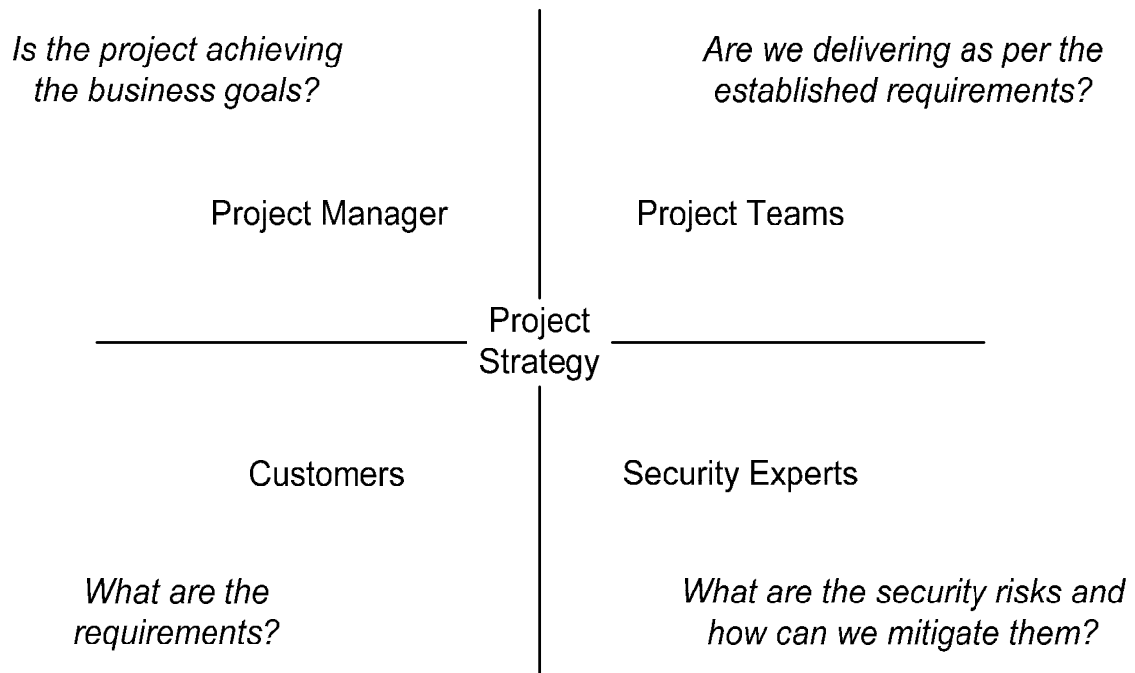 Is the project achieving
the business goals?
Are we delivering as per the
established requirements?
Project Manager
Project Teams
Project
Strategy
Customers
Security Experts
What are the
requirements?
What are the security risks and
how can we mitigate them?